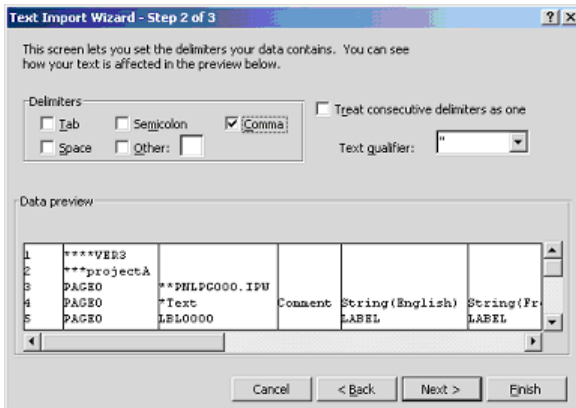 Text Import Wizard - Step 2 of 3
This screen lets you set the delimiters your data contains. You can see
how your text is affected in the preview below.
Delimiters
Tab Semicolon Comma
Space Other:
Treat consecutive delimiters as one
Text qualifier: "
Data preview
1 ****VER3
2 ***projectA
3 PAGE0 **PNLPG000.IPW
4 PAGE0 *Text Comment String(English) String(Fr
5 PAGE0 LBL0000 LABEL LABEL
Cancel < Back Next > Finish